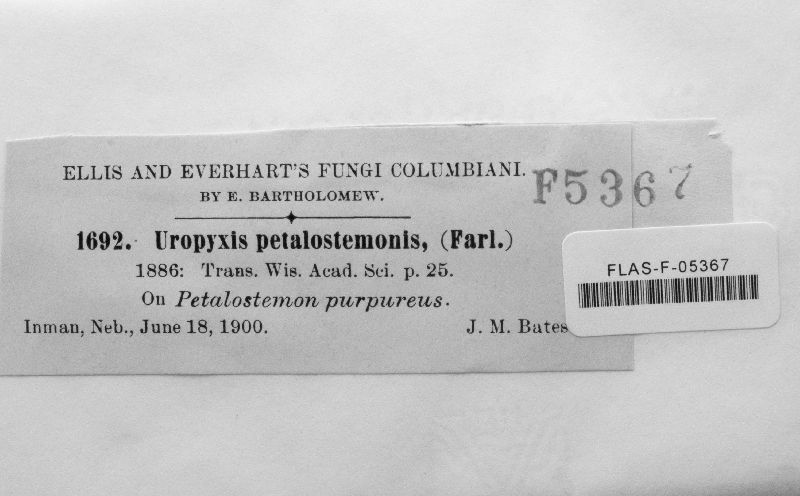 ELLIS AND EVERHART'S FUNGI COLUMBIANI.
F5367
BY E. BARTHOLOMEW.
1692. Uropyxis petalostemonis, (Farl.)
1886: Trans. Wis. Acad. Sci. p. 25.
On Petalostemon purpureus.
Inman, Neb., June 18, 1900. J. M. Bates
FLAS-F-05367